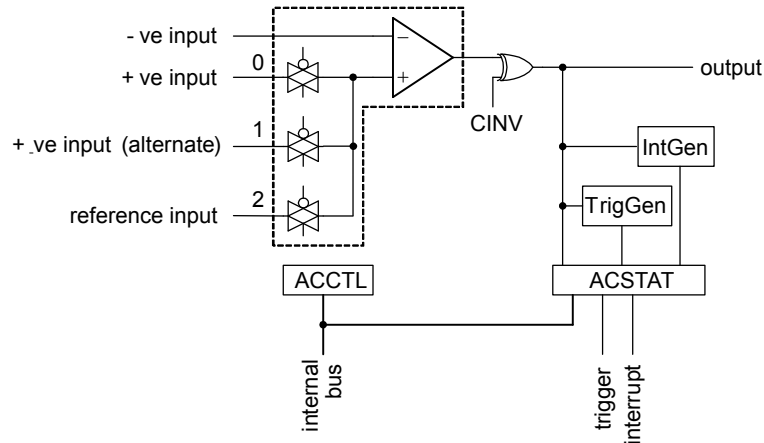 - ve input
−
0
+ ve input
+
output
CINV
1
+ ve input (alternate)
IntGen
2
reference input
TrigGen
ACCTL
ACSTAT
internal
bus
trigger
interrupt